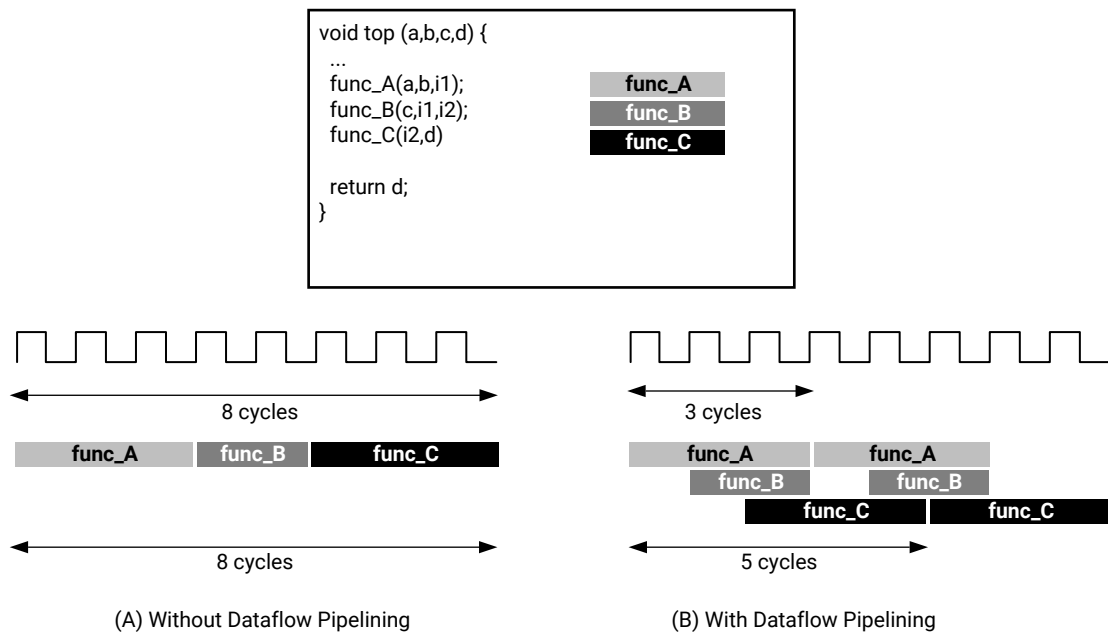 void top (a,b,c,d) {
...
func_A(a,b,i1);
func_B(c,i1,i2);
func_C(i2,d)
return d;
}
func_A
func_B
func_C
8 cycles
func_A func_B func_C
8 cycles
(A) Without Dataflow Pipelining
3 cycles
func_A func_A
func_B func_B
func_C func_C
5 cycles
(B) With Dataflow Pipelining